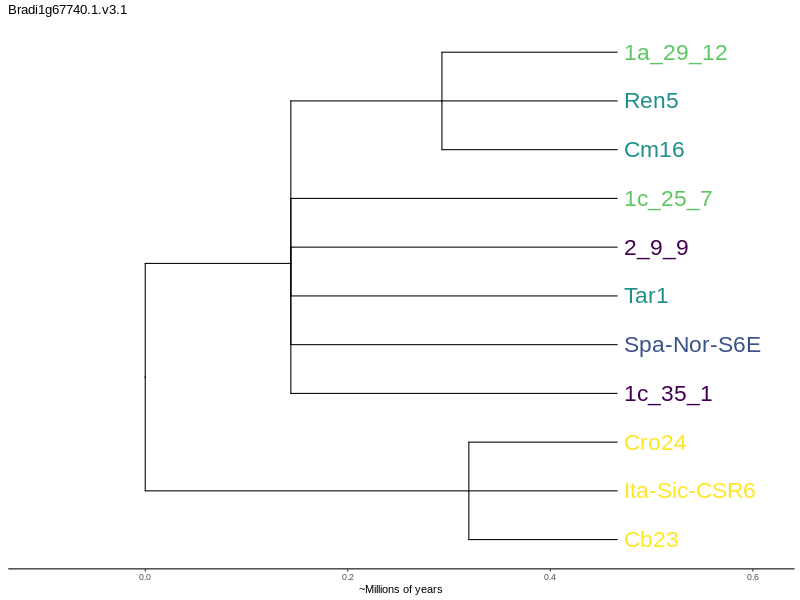 Bradi1g67740.1.v3.1
1a_29_12
Ren5
Cm16
1c_25_7
2_9_9
Tar1
Spa-Nor-S6E
1c_35_1
Cro24
Ita-Sic-CSR6
Cb23
0.0 0.2 0.4 0.6
~Millions of years